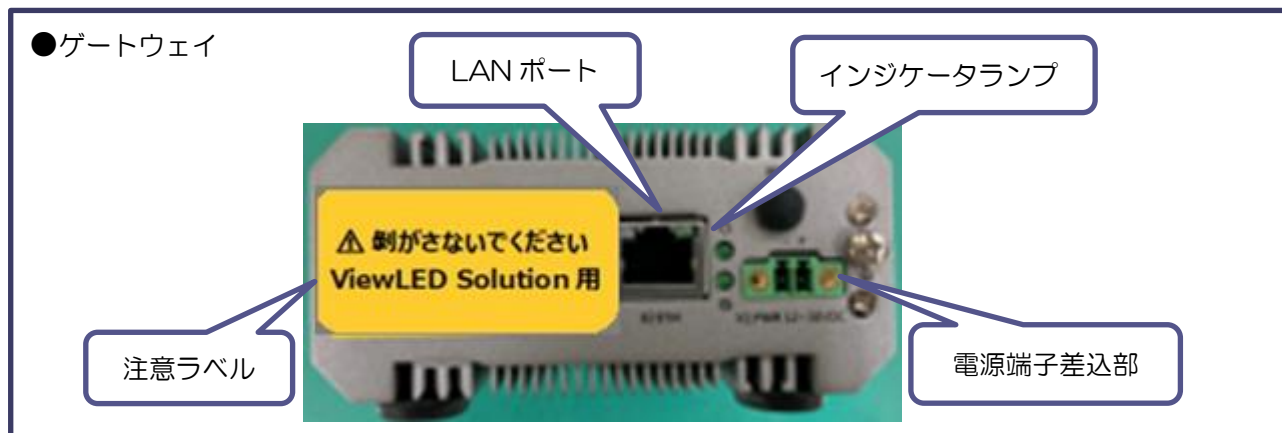 ●ゲートウェイ
LAN ポート
インジケータランプ
⚠ 剝がさないでください
ViewLED Solution 用
注意ラベル
電源端子差込部